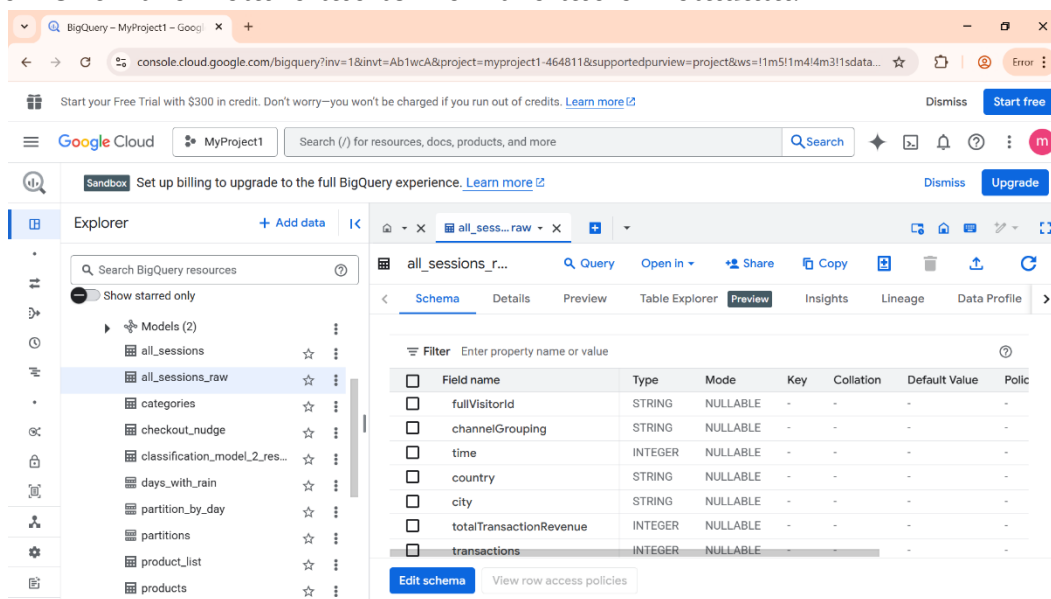 BigQuery – MyProject1 – Googl
console.cloud.google.com/bigquery?inv=1&invt=Ab1wcA&project=myproject1-464811&supportedpurview=project&ws=!1m5!1m4!4m3!1sdata...
Error
Start your Free Trial with $300 in credit. Don't worry—you won't be charged if you run out of credits. Learn more
Dismiss
Start free
Google Cloud
MyProject1
Search (/) for resources, docs, products, and more
Search
m
Sandbox Set up billing to upgrade to the full BigQuery experience. Learn more
Dismiss
Upgrade
Explorer
+ Add data
Search BigQuery resources
Show starred only
Models (2)
all_sessions
all_sessions_raw
categories
checkout_nudge
classification_model_2_res...
days_with_rain
partition_by_day
partitions
product_list
products
all_sess...raw
all_sessions_r...
Query
Open in
Share
Copy
Schema Details Preview Table Explorer Preview Insights Lineage Data Profile
Filter Enter property name or value
Field name Type Mode Key Collation Default Value Polic
fullVisitorId STRING NULLABLE - - - -
channelGrouping STRING NULLABLE - - - -
time INTEGER NULLABLE - - - -
country STRING NULLABLE - - - -
city STRING NULLABLE - - - -
totalTransactionRevenue INTEGER NULLABLE - - - -
transactions INTEGER NULLABLE - - - -
Edit schema
View row access policies